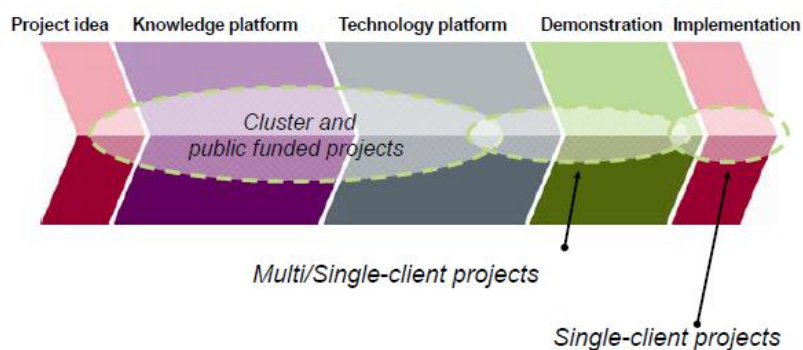 Project idea Knowledge platform Technology platform Demonstration Implementation
Cluster and
public funded projects
Multi/Single-client projects
Single-client projects